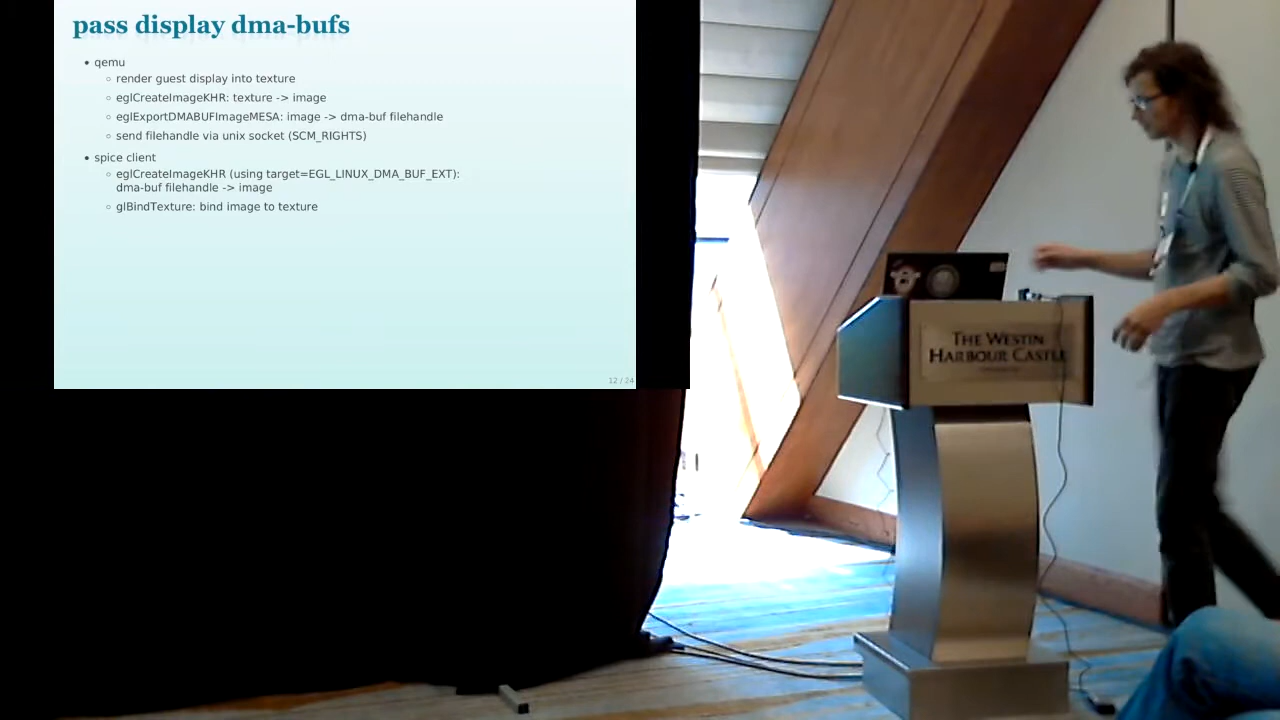 pass display dma-bufs
• qemu
◦ render guest display into texture
◦ eglCreateImageKHR: texture -> image
◦ eglExportDMABUFImageMESA: image -> dma-buf filehandle
◦ send filehandle via unix socket (SCM_RIGHTS)
• spice client
◦ eglCreateImageKHR (using target=EGL_LINUX_DMA_BUF_EXT):
dma-buf filehandle -> image
◦ glBindTexture: bind image to texture
12 / 24
THE WESTIN
HARBOUR CASTLE